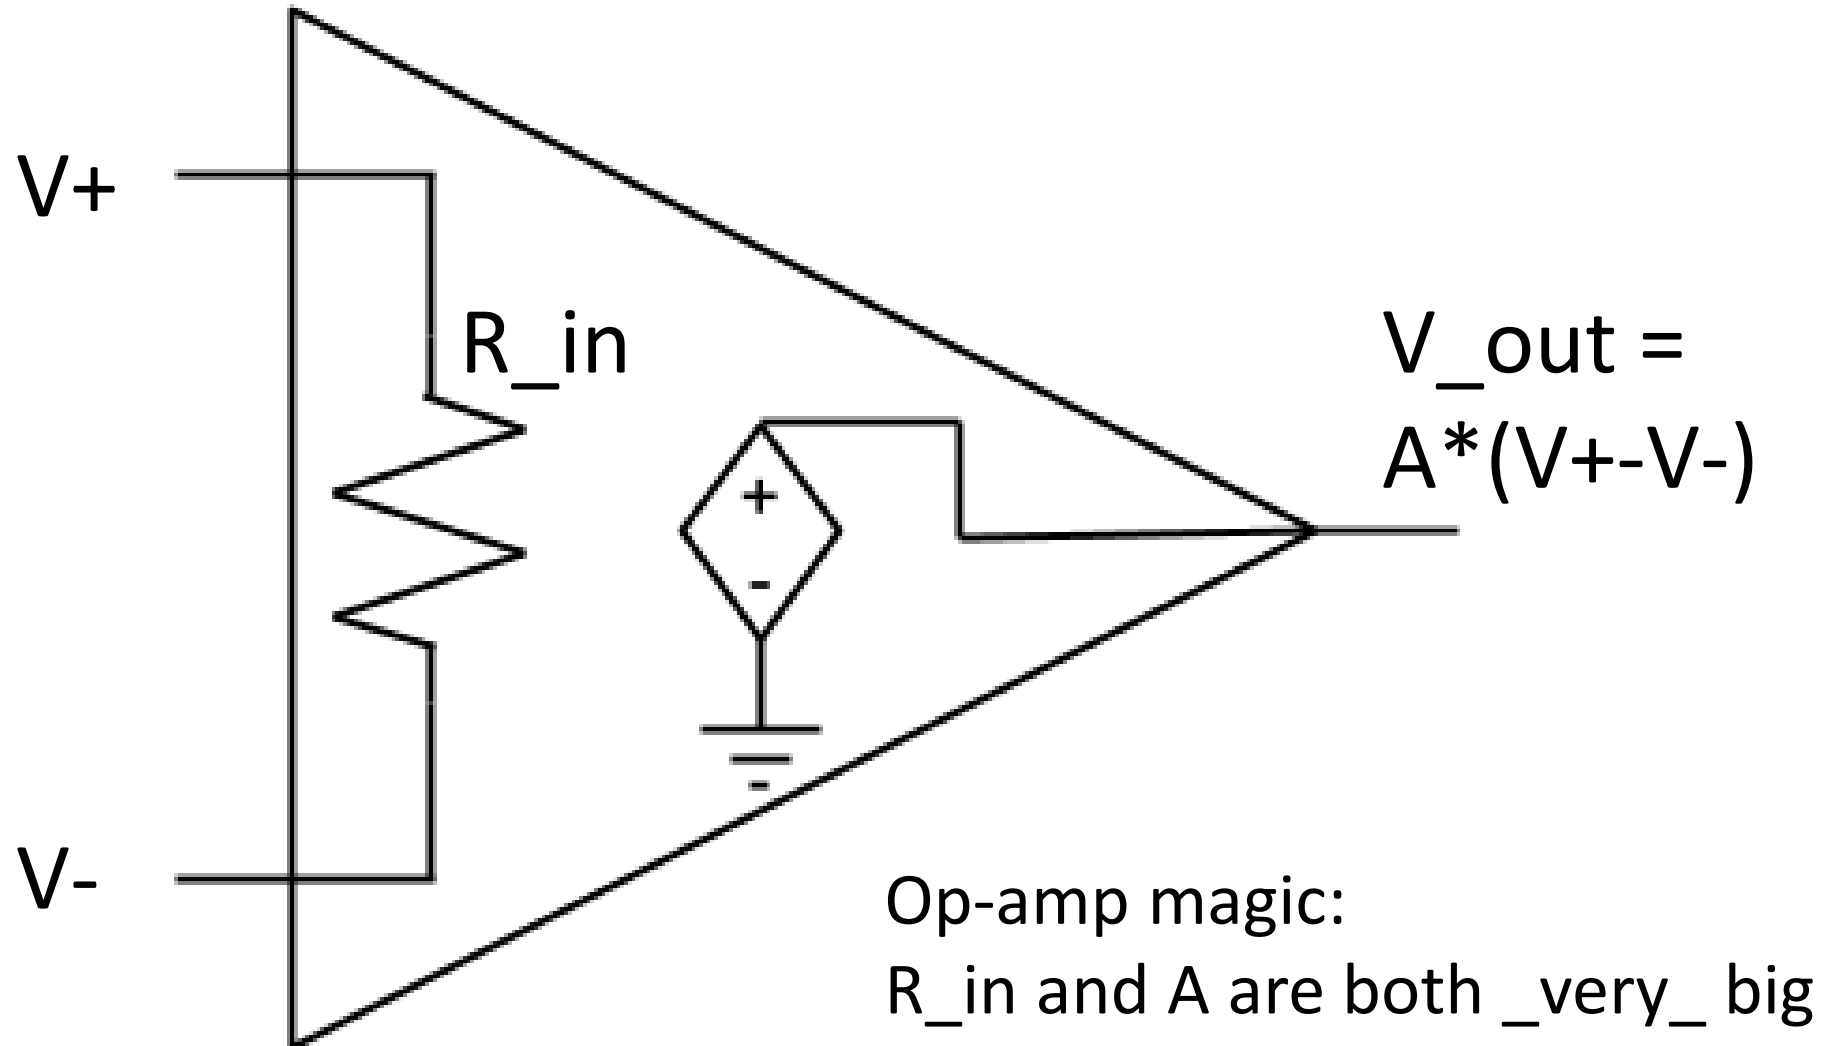 V+
R_in
V_out =
A*(V+-V-)
+
-
V-
Op-amp magic:
R_in and A are both _very_ big